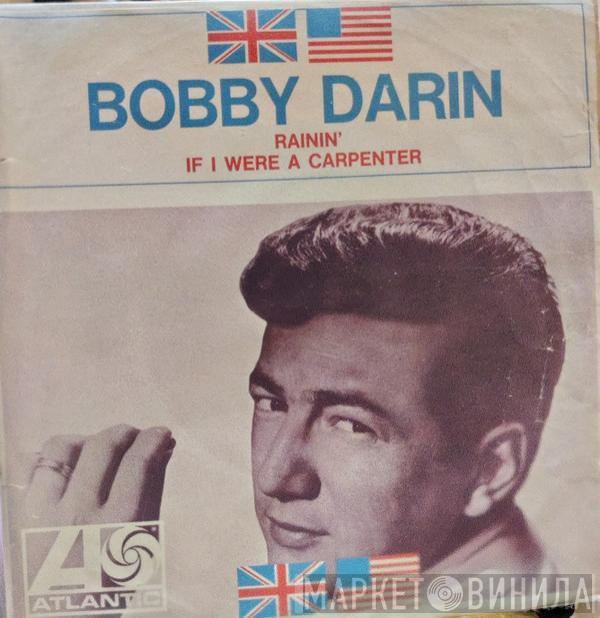 BOBBY DARIN
RAININ'
IF I WERE A CARPENTER
ATLANTIC
МАРКЕТ ВИНИЛА